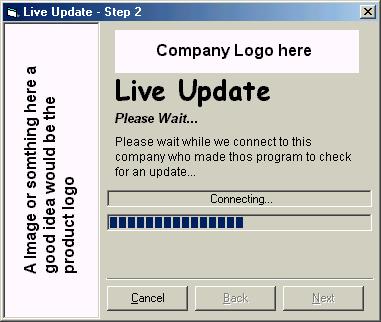 Live Update - Step 2
Company Logo here
A Image or somthing here a
good idea would be the
product logo
Live Update
Please Wait...
Please wait while we connect to this
company who made thos program to check
for an update...
Connecting...
Cancel
Back
Next